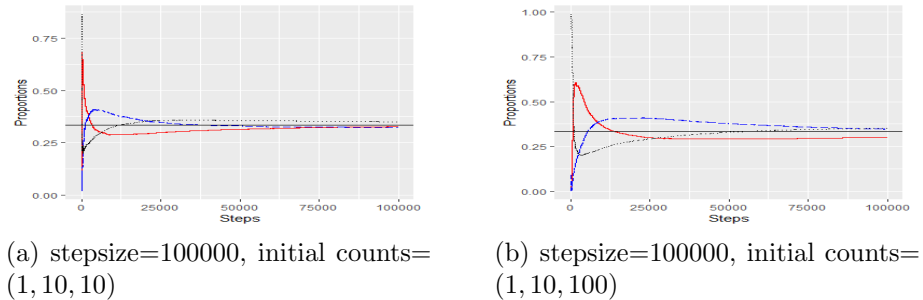 0.75
0.50
0.25
0.00
Proportions
0
25000
50000
75000
100000
Steps
(a) stepsize=100000, initial counts=
(1, 10, 10)
1.00
0.75
0.50
0.25
0.00
Proportions
0
25000
50000
75000
100000
Steps
(b) stepsize=100000, initial counts=
(1, 10, 100)